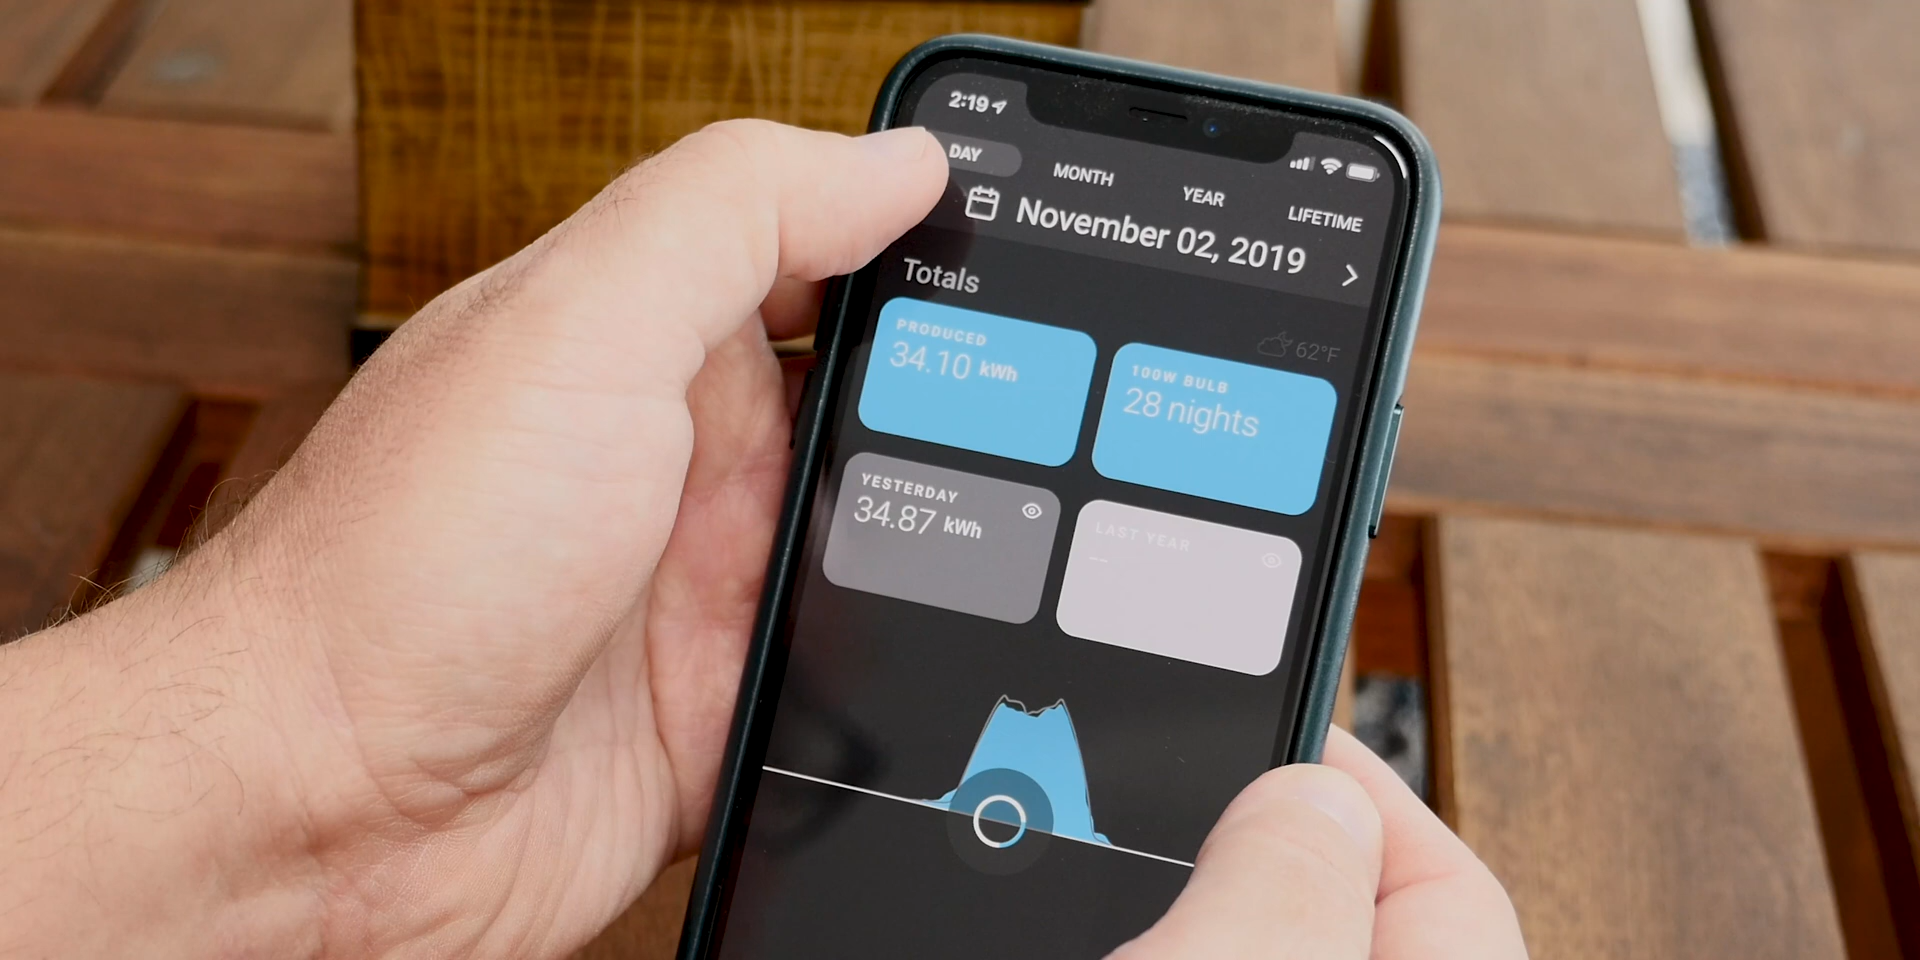 2:19
DAY MONTH YEAR LIFETIME
November 02, 2019
Totals
62°F
PRODUCED
34.10 kWh
100W BULB
28 nights
YESTERDAY
34.87 kWh
LAST YEAR
--